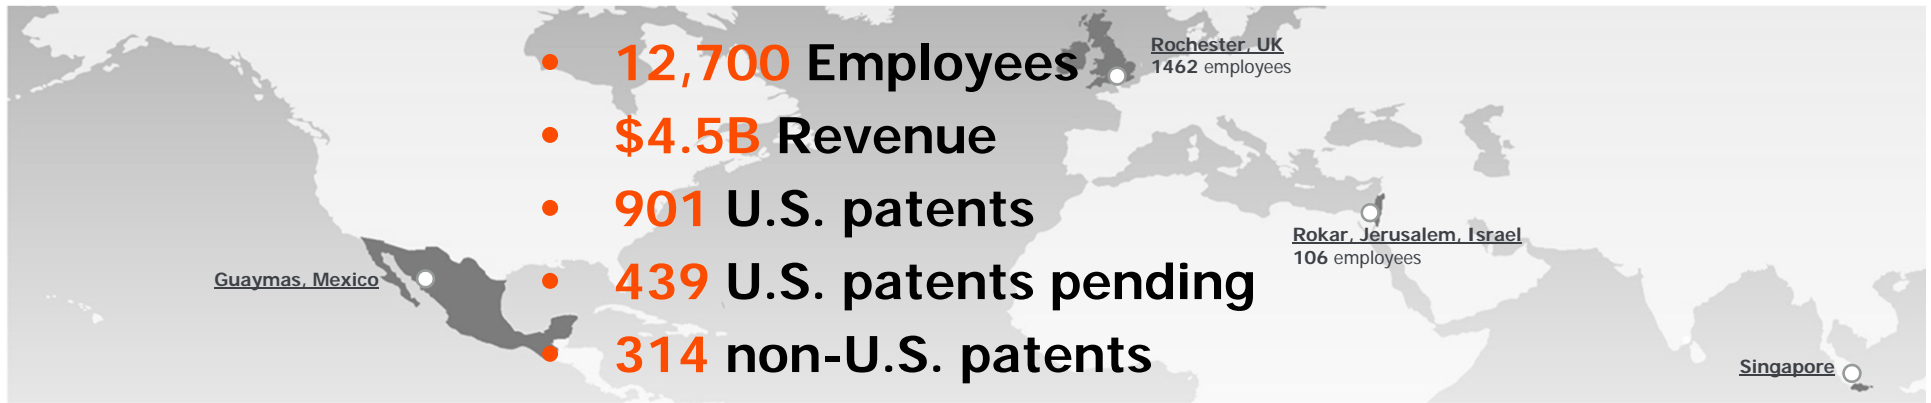 • 12,700 Employees
• $4.5B Revenue
• 901 U.S. patents
• 439 U.S. patents pending
• 314 non-U.S. patents
Rochester, UK
1462 employees
Rokar, Jerusalem, Israel
106 employees
Guaymas, Mexico
Singapore